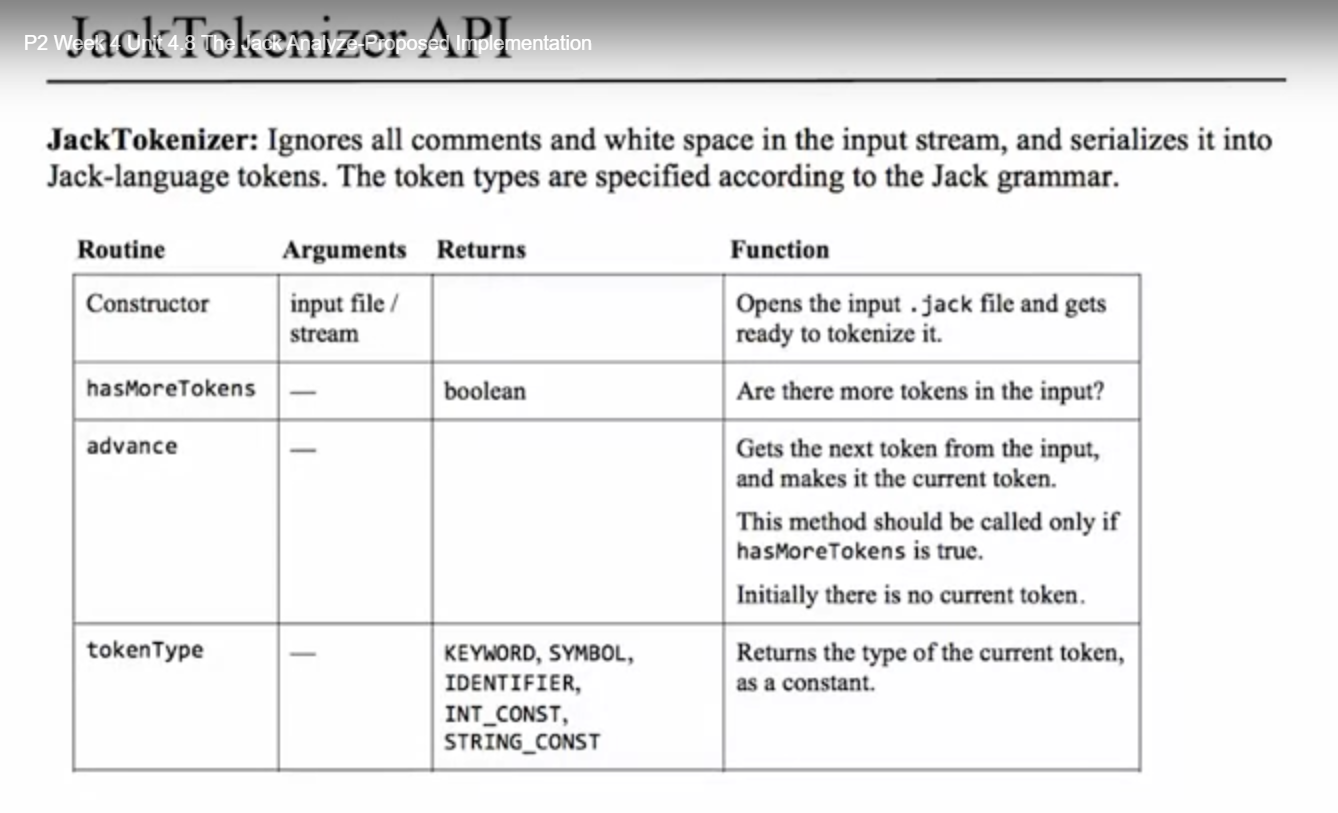 JackTokenizer API
P2 Week 4 Unit 4.8 The Jack Analyze-Proposed Implementation
JackTokenizer: Ignores all comments and white space in the input stream, and serializes it into
Jack-language tokens. The token types are specified according to the Jack grammar.
Routine Arguments Returns Function
Constructor input file / Opens the input .jack file and gets
stream ready to tokenize it.
hasMoreTokens — boolean Are there more tokens in the input?
advance — Gets the next token from the input,
and makes it the current token.
This method should be called only if
hasMoreTokens is true.
Initially there is no current token.
tokenType — KEYWORD, SYMBOL, Returns the type of the current token,
IDENTIFIER, as a constant.
INT_CONST,
STRING_CONST